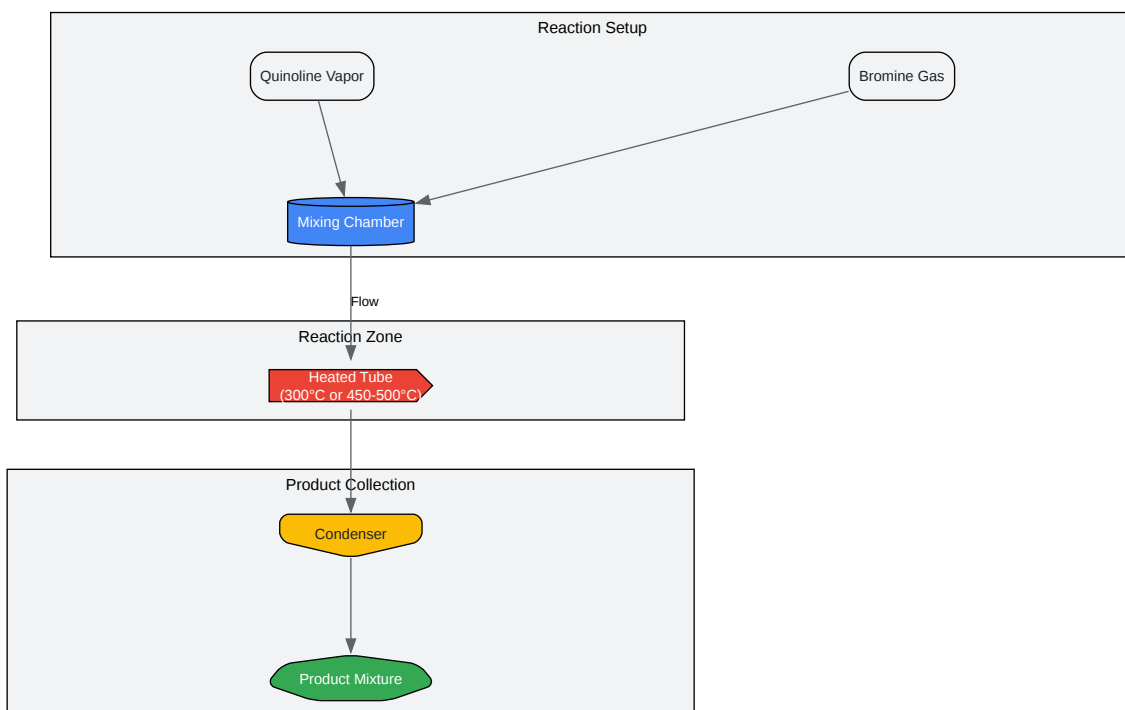 Reaction Setup
Quinoline Vapor
Bromine Gas
Mixing Chamber
Flow
Reaction Zone
Heated Tube
(300°C or 450-500°C)
Product Collection
Condenser
Product Mixture